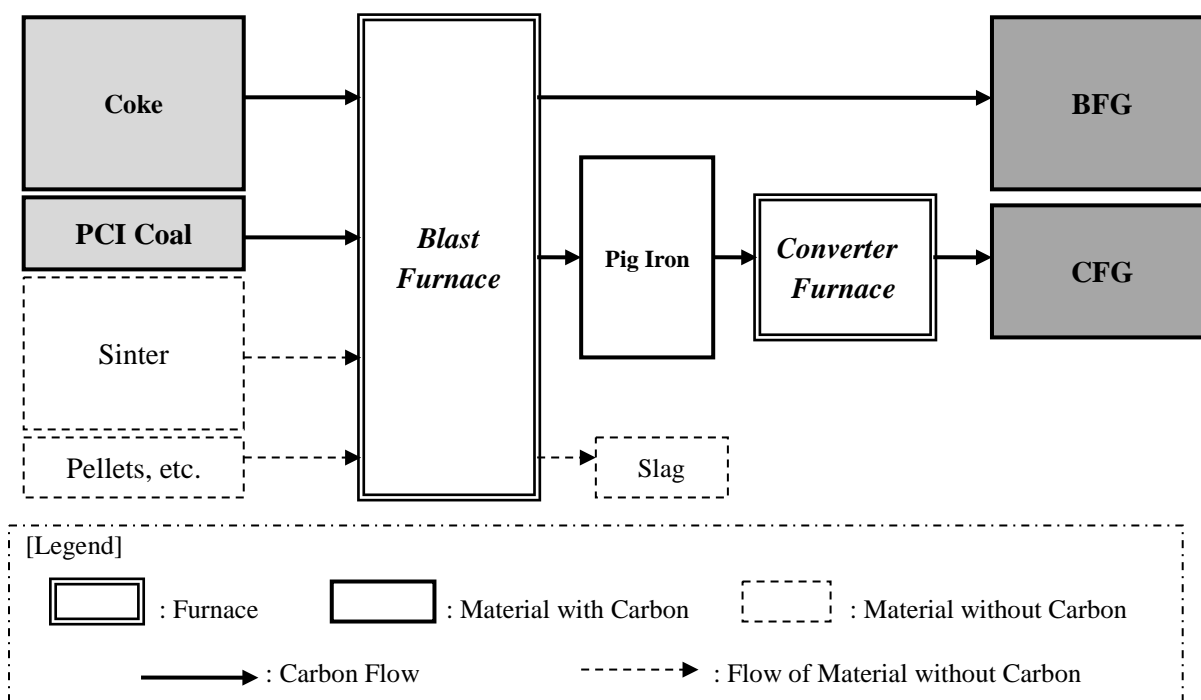 Coke
BFG
PCI Coal
Blast
Furnace
Pig Iron
Converter
Furnace
CFG
Sinter
Pellets, etc.
Slag
[Legend]
: Furnace
: Material with Carbon
: Material without Carbon
: Carbon Flow
: Flow of Material without Carbon